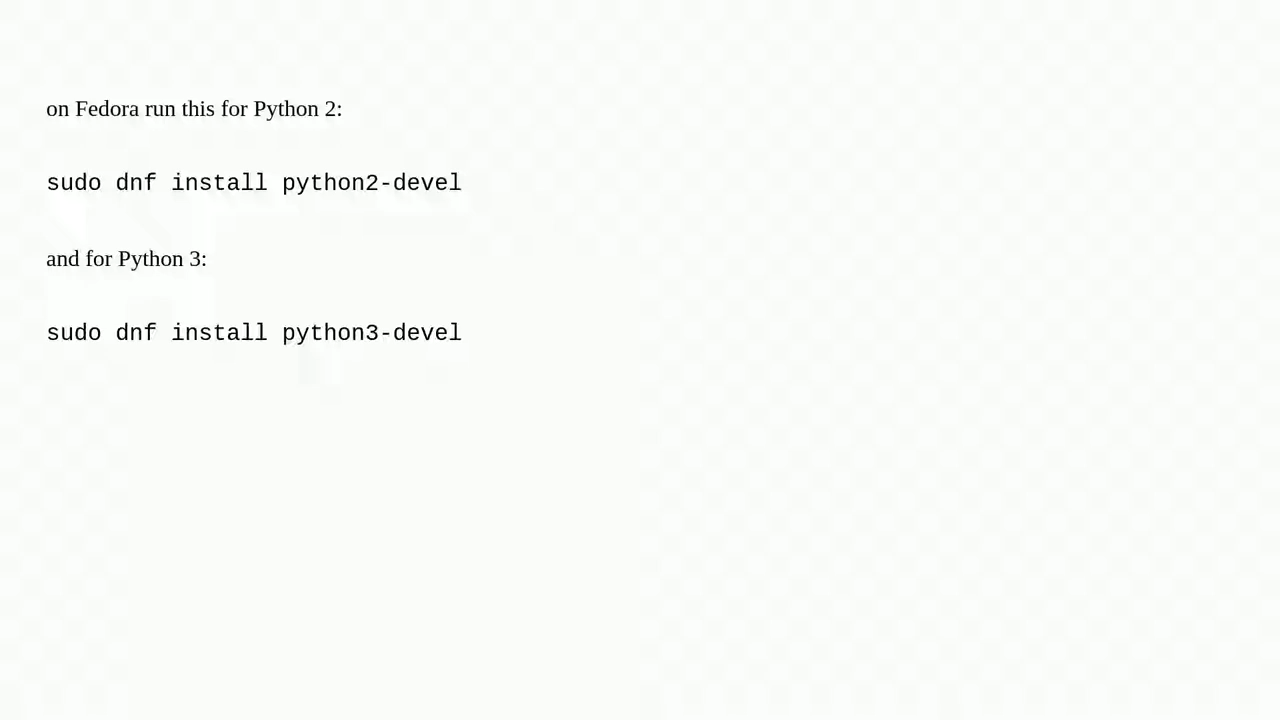 on Fedora run this for Python 2:
sudo dnf install python2-devel
and for Python 3:
sudo dnf install python3-devel